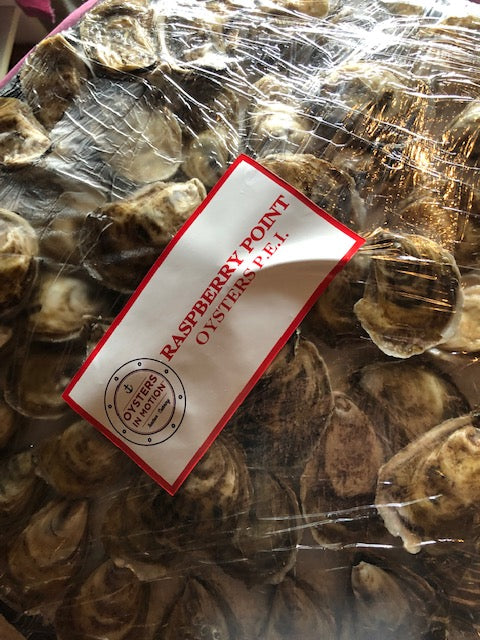 RASPBERRY POINT
OYSTERS P.E.I.
OYSTERS
IN MOTION